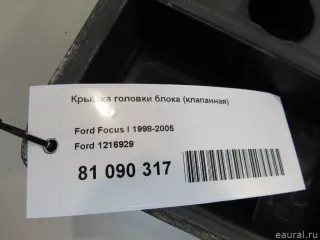 Крышка головки блока (клапанная)
Ford Focus I 1998-2005
Ford 1216929
81 090 317
eaural.ru